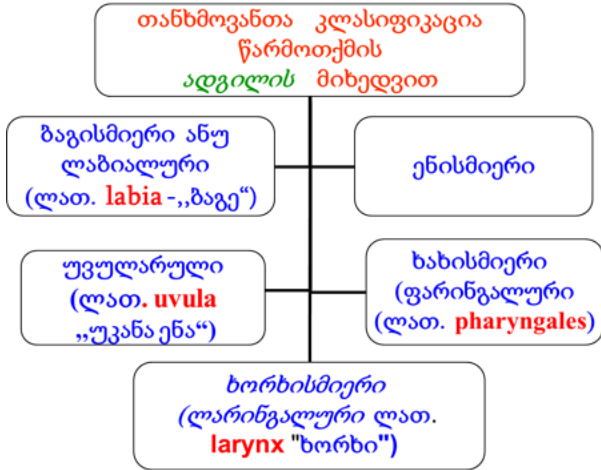 თანხმოვანთა კლასიფიკაცია
წარმოთქმის
ადგილის მიხედვით
ბაგისმიერი ანუ
ლაბიალური
(ლათ. labia -„ბაგე“)
ენისმიერი
უვულარული
(ლათ. uvula
„უკანა ენა“)
ხახისმიერი
(ფარინგალური
(ლათ. pharyngales)
ხორხისმიერი
(ლარინგალური ლათ.
larynx "ხორხი")